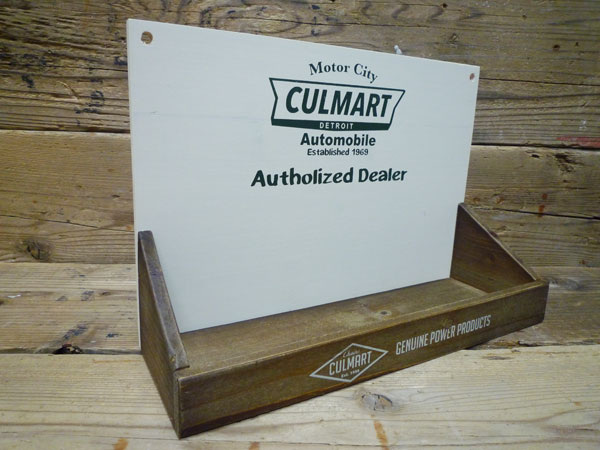 Motor City
CULMART
DETROIT
Automobile
Established 1969
Autholized Dealer
CULMART
GENUINE POWER PRODUCTS